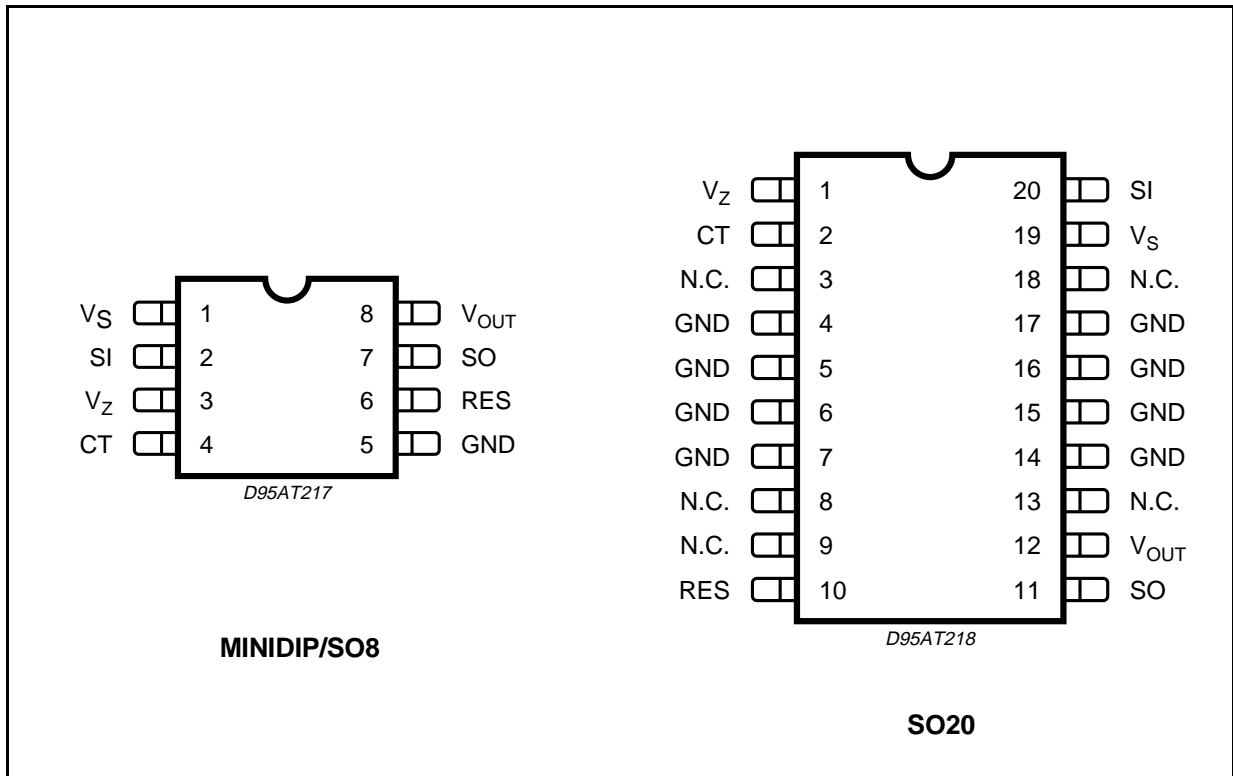 VS 1 8 VOUT
SI 2 7 SO
VZ 3 6 RES
CT 4 5 GND
D95AT217
MINIDIP/SO8
VZ 1 20 SI
CT 2 19 VS
N.C. 3 18 N.C.
GND 4 17 GND
GND 5 16 GND
GND 6 15 GND
GND 7 14 GND
N.C. 8 13 N.C.
N.C. 9 12 VOUT
RES 10 11 SO
D95AT218
SO20